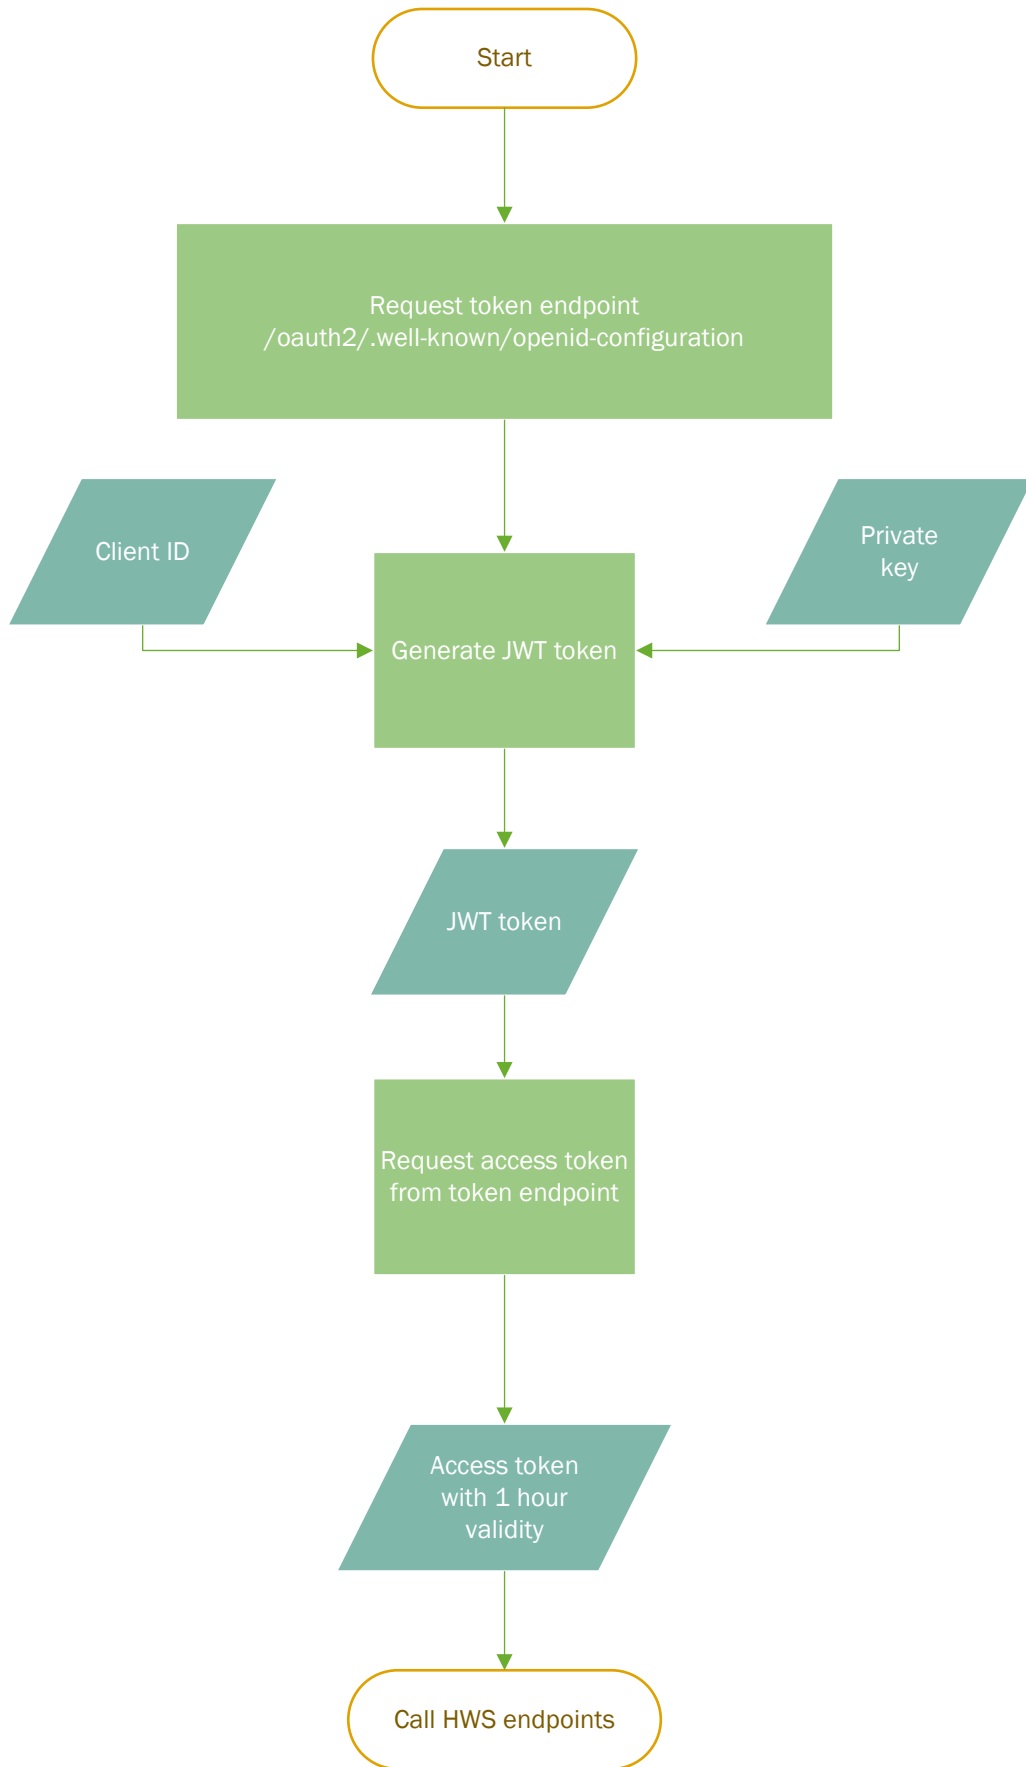 Start
Request token endpoint
/oauth2/.well-known/openid-configuration
Client ID
Private
key
Generate JWT token
JWT token
Request access token
from token endpoint
Access token
with 1 hour
validity
Call HWS endpoints